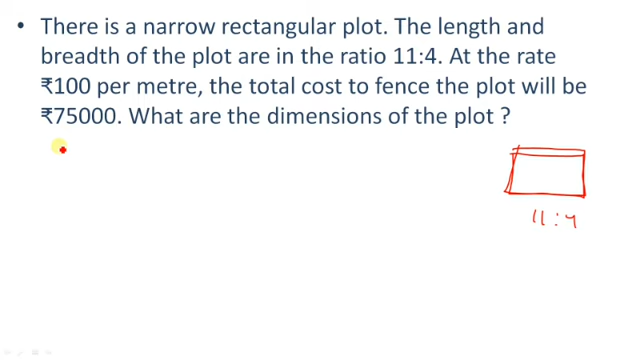 • There is a narrow rectangular plot. The length and
breadth of the plot are in the ratio 11:4. At the rate
₹100 per metre, the total cost to fence the plot will be
₹75000. What are the dimensions of the plot ?
11:4